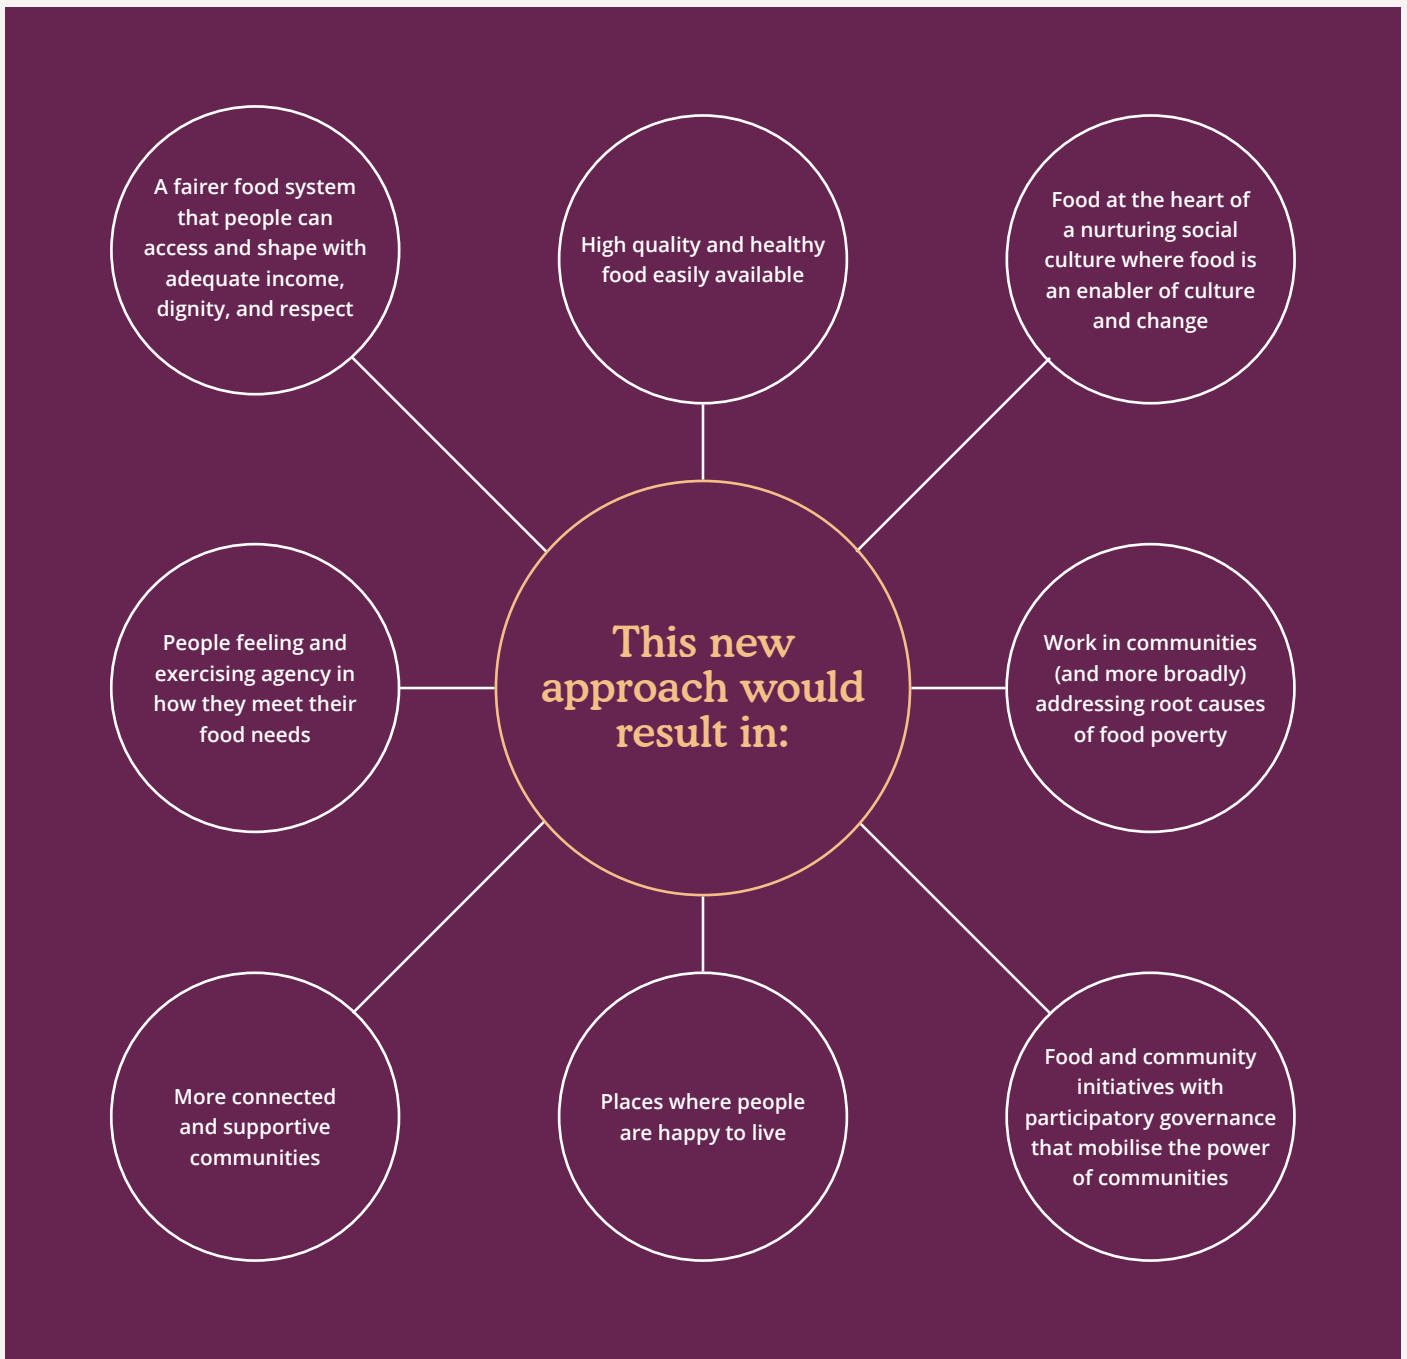 A fairer food system
that people can
access and shape with
adequate income,
dignity, and respect
High quality and healthy
food easily available
Food at the heart of
a nurturing social
culture where food is
an enabler of culture
and change
People feeling and
exercising agency in
how they meet their
food needs
This new
approach would
result in:
Work in communities
(and more broadly)
addressing root causes
of food poverty
More connected
and supportive
communities
Places where people
are happy to live
Food and community
initiatives with
participatory governance
that mobilise the power
of communities